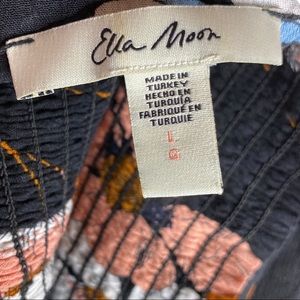 Ella Moon
MADE IN
TURKEY
HECHO EN
TURQUIA
FABRIQUÉ EN
TURQUIE
L
G